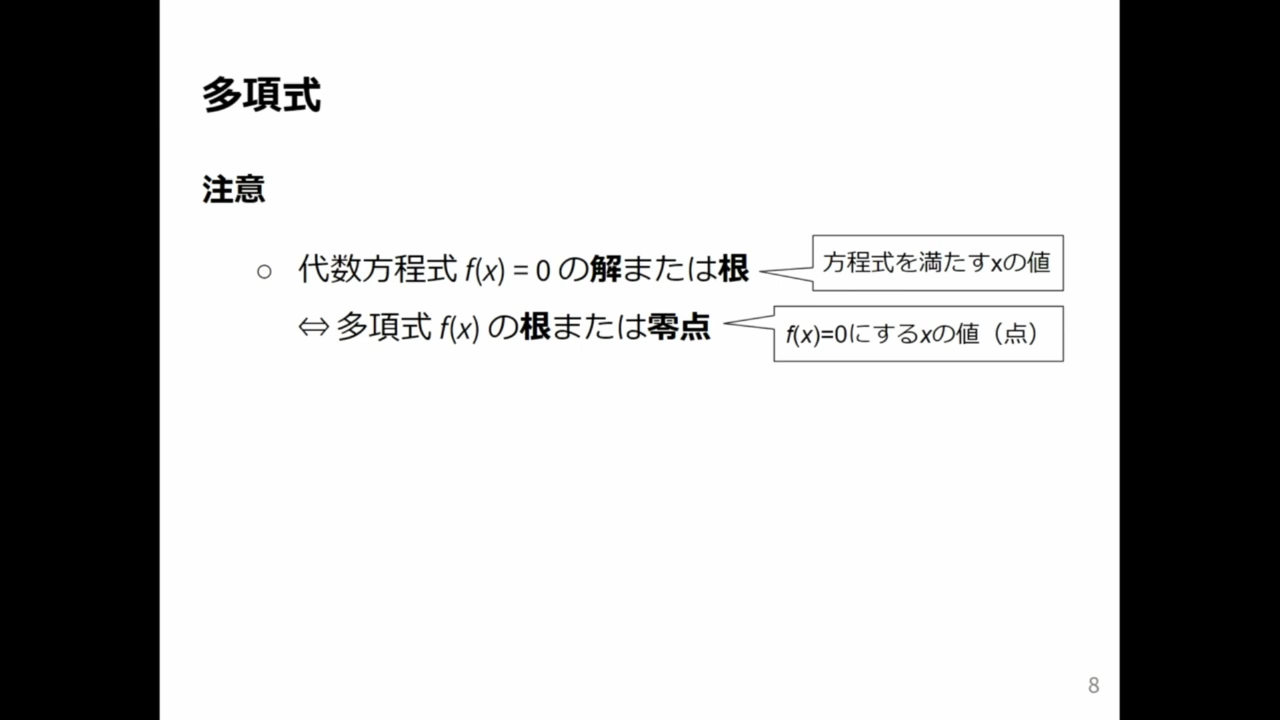 多項式
注意
○ 代数方程式 f(x) = 0 の解または根
方程式を満たすxの値
⇔ 多項式 f(x) の根または零点
f(x)=0にするxの値（点）
8